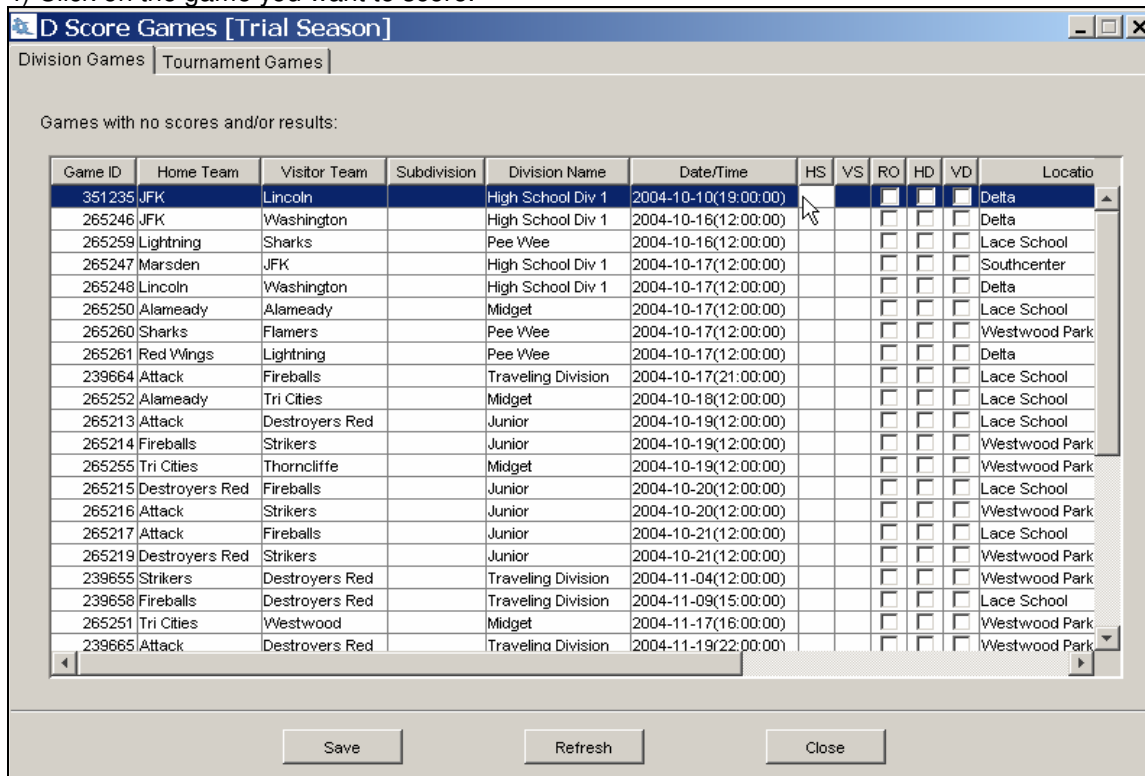 D Score Games [Trial Season]
Division Games Tournament Games
Games with no scores and/or results:
Game ID Home Team Visitor Team Subdivision Division Name Date/Time HS VS RO HD VD Locatio
351235 JFK Lincoln High School Div 1 2004-10-10(19:00:00) Delta
265246 JFK Washington High School Div 1 2004-10-16(12:00:00) Delta
265259 Lightning Sharks Pee Wee 2004-10-16(12:00:00) Lace School
265247 Marsden JFK High School Div 1 2004-10-17(12:00:00) Southcenter
265248 Lincoln Washington High School Div 1 2004-10-17(12:00:00) Delta
265250 Alameady Alameady Midget 2004-10-17(12:00:00) Lace School
265260 Sharks Flamers Pee Wee 2004-10-17(12:00:00) Westwood Park
265261 Red Wings Lightning Pee Wee 2004-10-17(12:00:00) Delta
239664 Attack Fireballs Traveling Division 2004-10-17(21:00:00) Lace School
265252 Alameady Tri Cities Midget 2004-10-18(12:00:00) Lace School
265213 Attack Destroyers Red Junior 2004-10-19(12:00:00) Lace School
265214 Fireballs Strikers Junior 2004-10-19(12:00:00) Westwood Park
265255 Tri Cities Thorncliffe Midget 2004-10-19(12:00:00) Westwood Park
265215 Destroyers Red Fireballs Junior 2004-10-20(12:00:00) Lace School
265216 Attack Strikers Junior 2004-10-20(12:00:00) Westwood Park
265217 Attack Fireballs Junior 2004-10-21(12:00:00) Lace School
265219 Destroyers Red Strikers Junior 2004-10-21(12:00:00) Westwood Park
239655 Strikers Destroyers Red Traveling Division 2004-11-04(12:00:00) Westwood Park
239658 Fireballs Destroyers Red Traveling Division 2004-11-09(15:00:00) Lace School
265251 Tri Cities Westwood Midget 2004-11-17(16:00:00) Westwood Park
239665 Attack Destroyers Red Traveling Division 2004-11-19(22:00:00) Westwood Park
Save Refresh Close